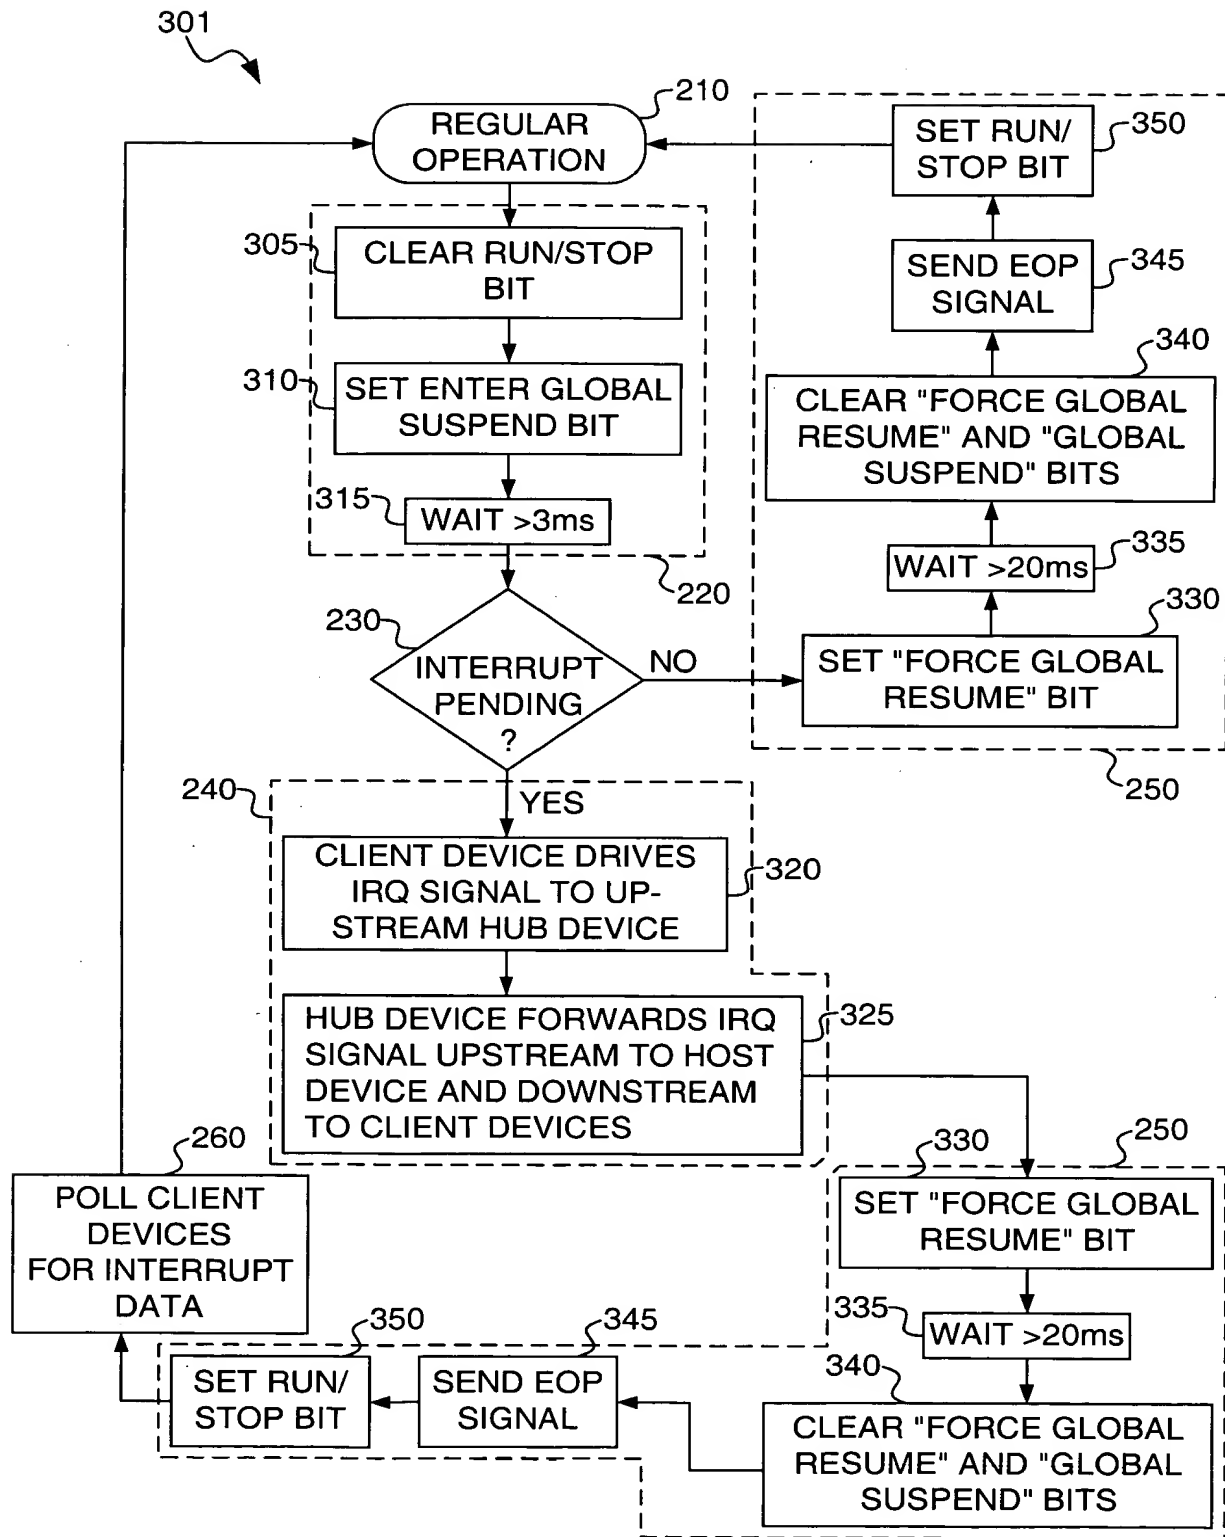 301
REGULAR
OPERATION
210
305
CLEAR RUN/STOP
BIT
310
SET ENTER GLOBAL
SUSPEND BIT
315
WAIT >3ms
220
230
INTERRUPT
PENDING
?
NO
YES
SET RUN/
STOP BIT
350
SEND EOP
SIGNAL
345
340
CLEAR "FORCE GLOBAL
RESUME" AND "GLOBAL
SUSPEND" BITS
WAIT >20ms
335
330
SET "FORCE GLOBAL
RESUME" BIT
250
240
CLIENT DEVICE DRIVES
IRQ SIGNAL TO UP-
STREAM HUB DEVICE
320
HUB DEVICE FORWARDS IRQ
SIGNAL UPSTREAM TO HOST
DEVICE AND DOWNSTREAM
TO CLIENT DEVICES
325
330
250
SET "FORCE GLOBAL
RESUME" BIT
335
WAIT >20ms
340
CLEAR "FORCE GLOBAL
RESUME" AND "GLOBAL
SUSPEND" BITS
345
SEND EOP
SIGNAL
350
SET RUN/
STOP BIT
260
POLL CLIENT
DEVICES
FOR INTERRUPT
DATA